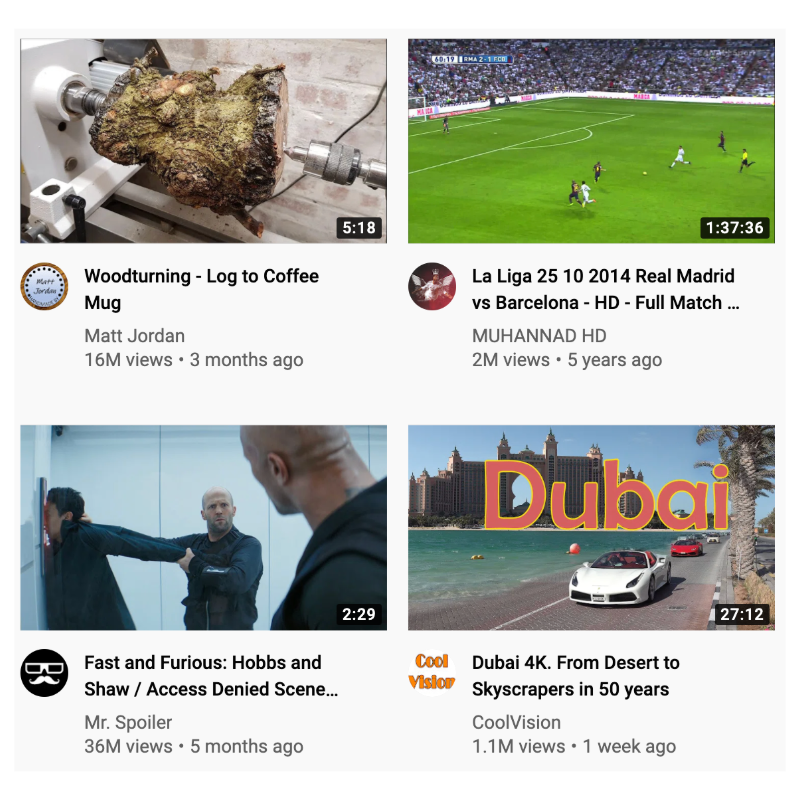 5:18
Woodturning - Log to Coffee
Mug
Matt Jordan
Matt Jordan
16M views • 3 months ago
60:19 RMA 2 - 1 FCB
MARCA
MARCA
1:37:36
La Liga 25 10 2014 Real Madrid
vs Barcelona - HD - Full Match ...
MUHANNAD HD
2M views • 5 years ago
2:29
Fast and Furious: Hobbs and
Shaw / Access Denied Scene...
Mr. Spoiler
36M views • 5 months ago
Dubai
27:12
Cool
Vision
Dubai 4K. From Desert to
Skyscrapers in 50 years
CoolVision
1.1M views • 1 week ago